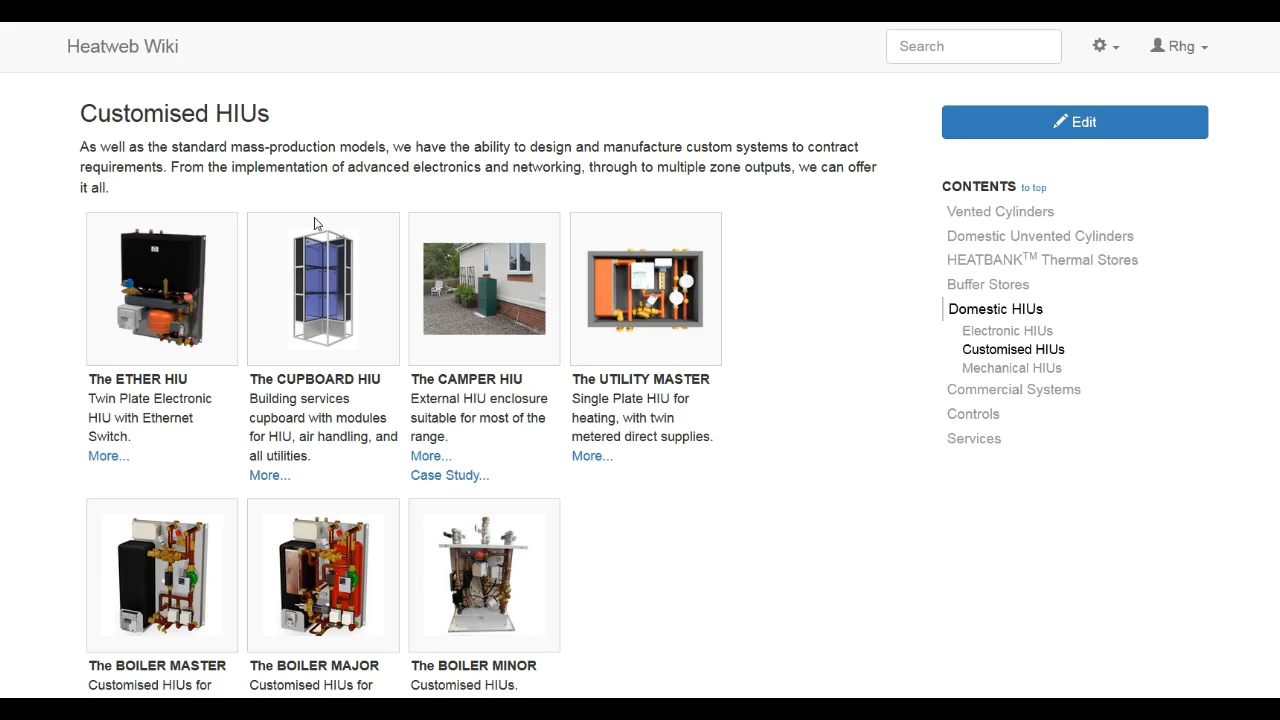 Heatweb Wiki
Search
Rhg
Customised HIUs
As well as the standard mass-production models, we have the ability to design and manufacture custom systems to contract
requirements. From the implementation of advanced electronics and networking, through to multiple zone outputs, we can offer
it all.
The ETHER HIU
Twin Plate Electronic
HIU with Ethernet
Switch.
More...
The CUPBOARD HIU
Building services
cupboard with modules
for HIU, air handling, and
all utilities.
More...
The CAMPER HIU
External HIU enclosure
suitable for most of the
range.
More...
Case Study...
The UTILITY MASTER
Single Plate HIU for
heating, with twin
metered direct supplies.
More...
The BOILER MASTER
Customised HIUs for
The BOILER MAJOR
Customised HIUs for
The BOILER MINOR
Customised HIUs.
Edit
CONTENTS to top
Vented Cylinders
Domestic Unvented Cylinders
HEATBANK™ Thermal Stores
Buffer Stores
Domestic HIUs
Electronic HIUs
Customised HIUs
Mechanical HIUs
Commercial Systems
Controls
Services